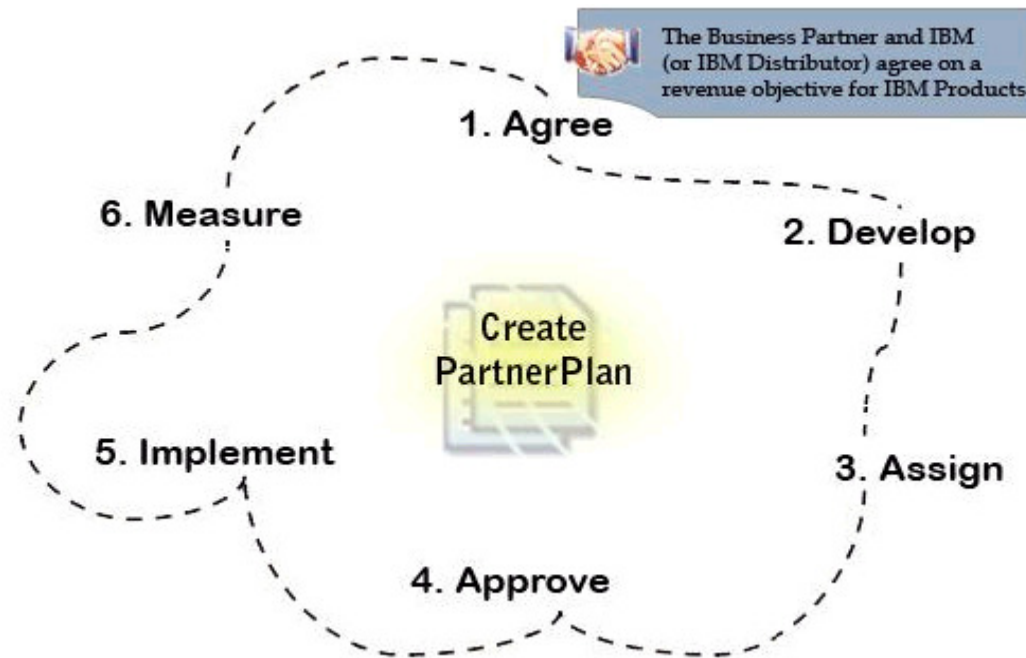 The Business Partner and IBM
(or IBM Distributor) agree on a
revenue objective for IBM Products
1. Agree
2. Develop
3. Assign
4. Approve
5. Implement
6. Measure
Create
PartnerPlan